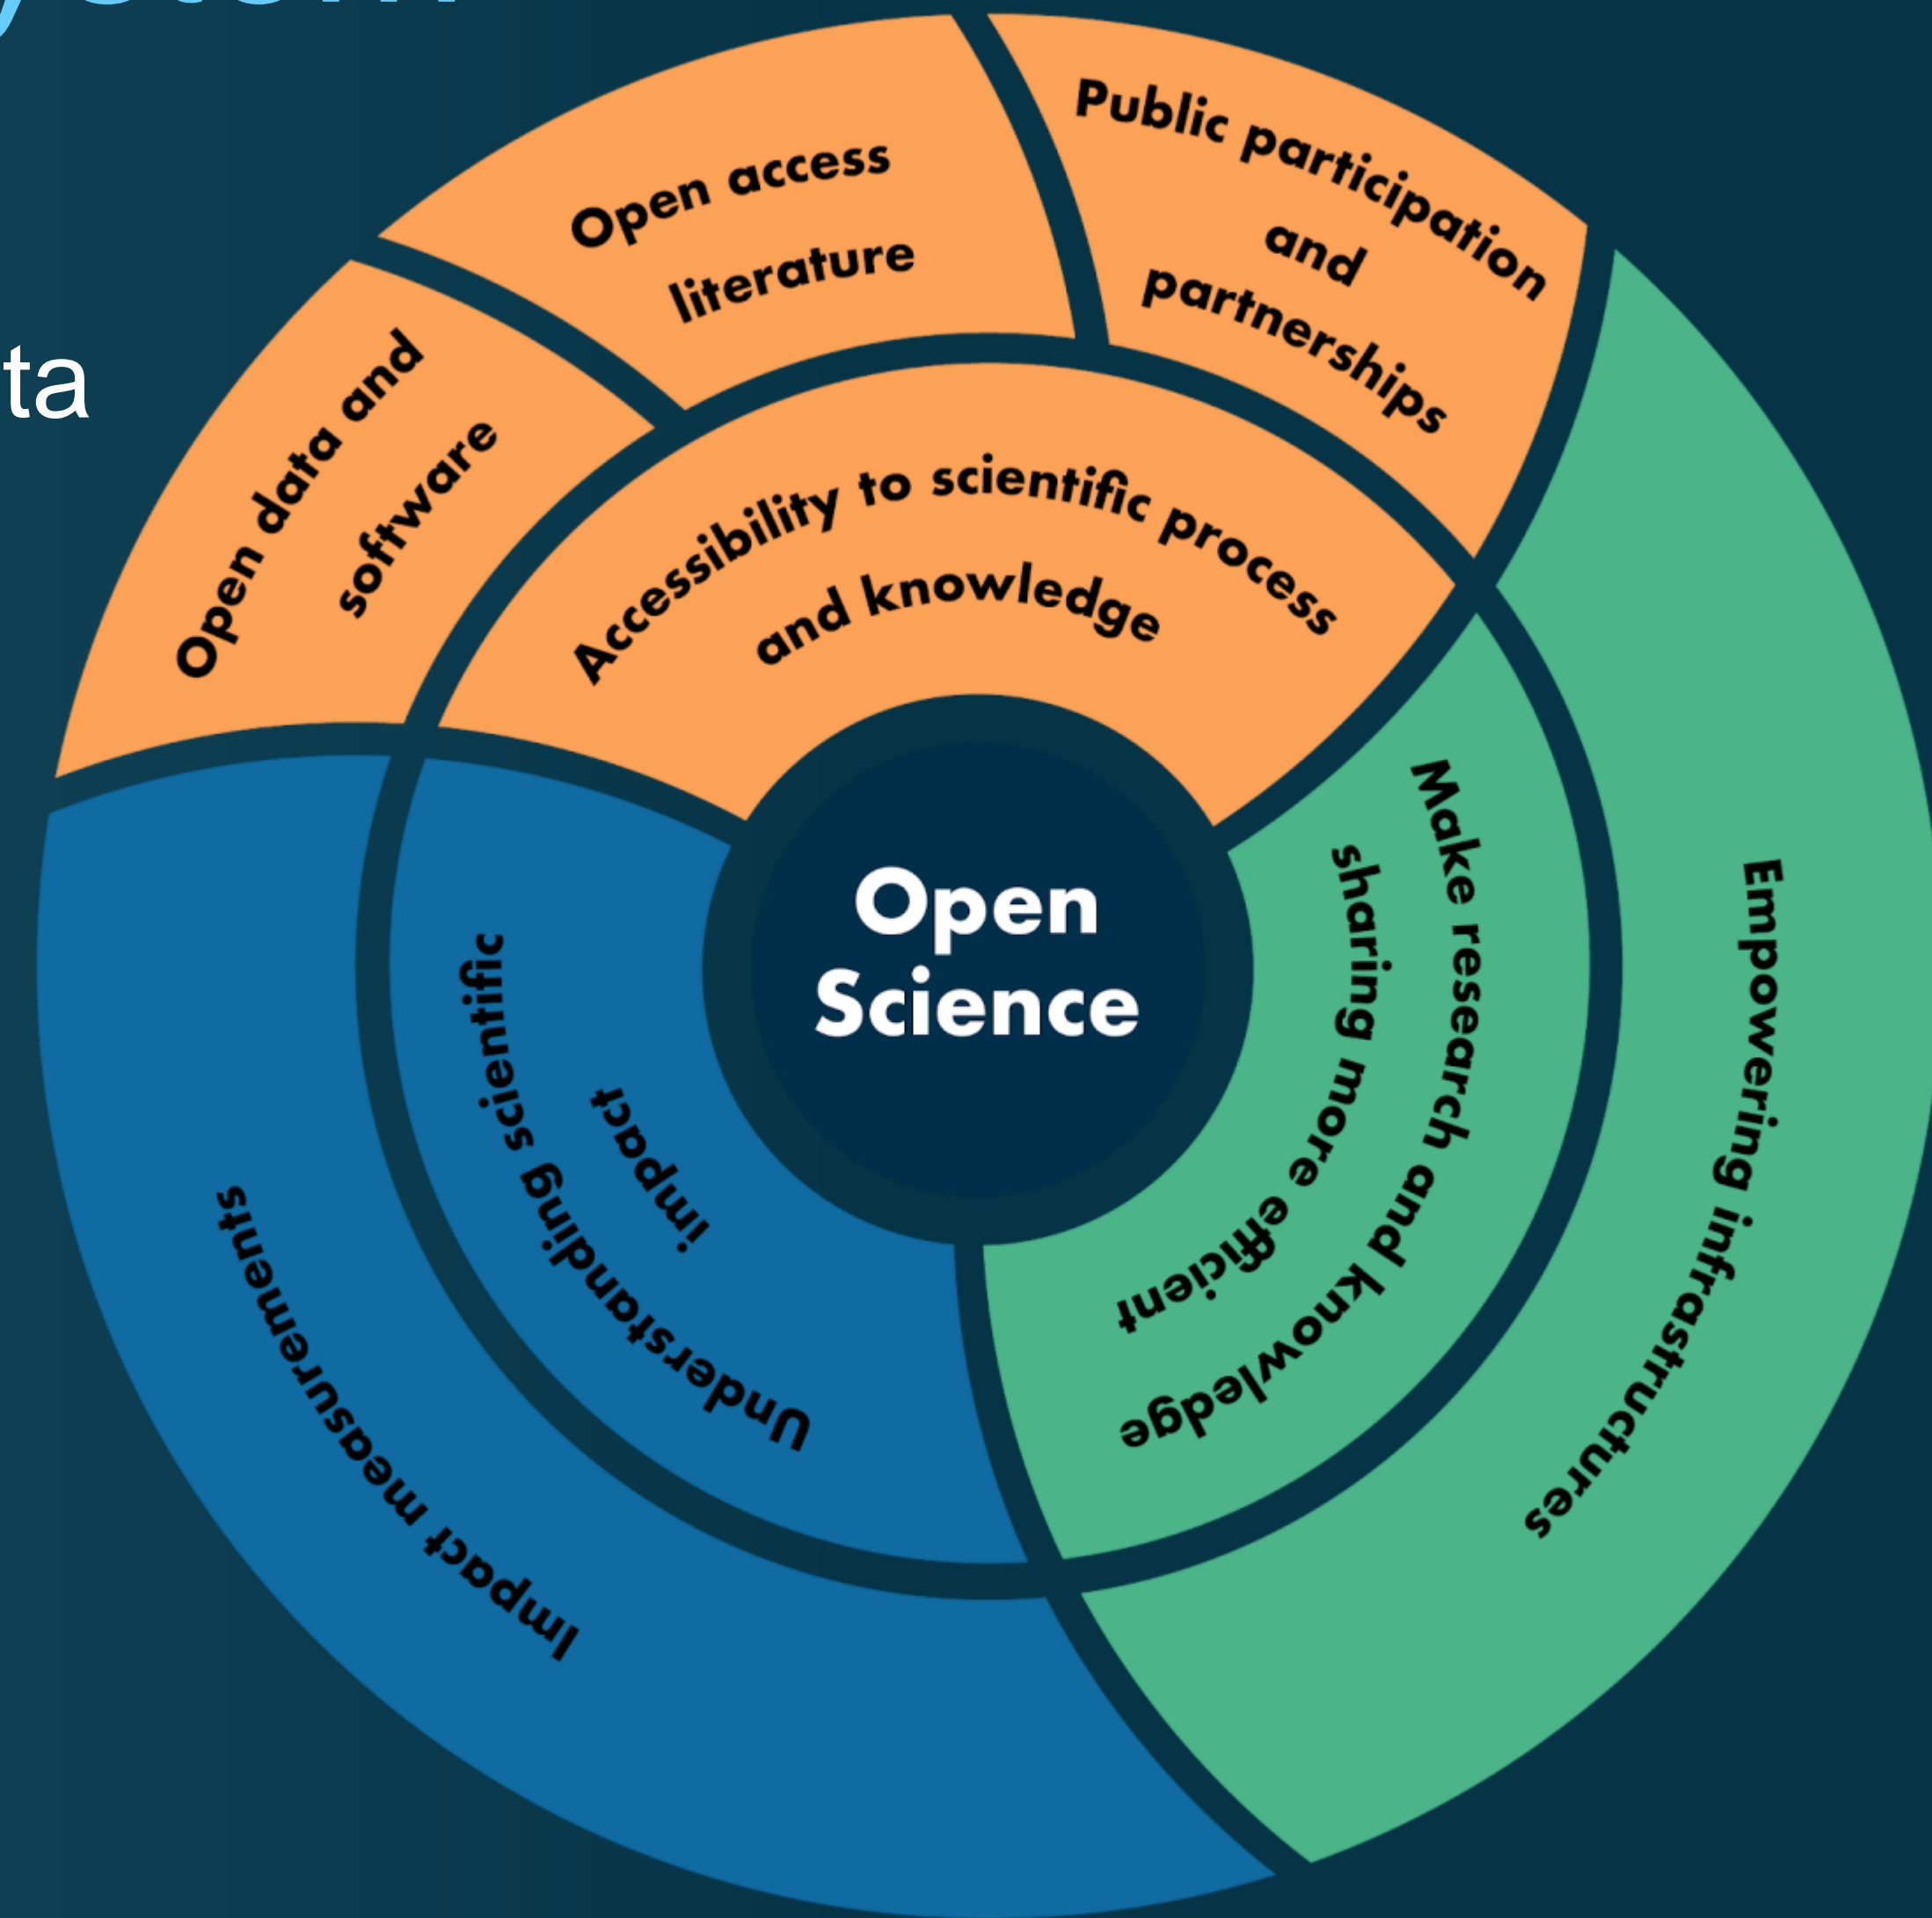 ta
Open access
literature
Public participation
and
partnerships
Open data and
software
Accessibility to scientific process
and knowledge
Open
Science
Make research and knowledge
sharing more efficient
Empowering infrastructures
Understanding scientific
impact
Impact measurements